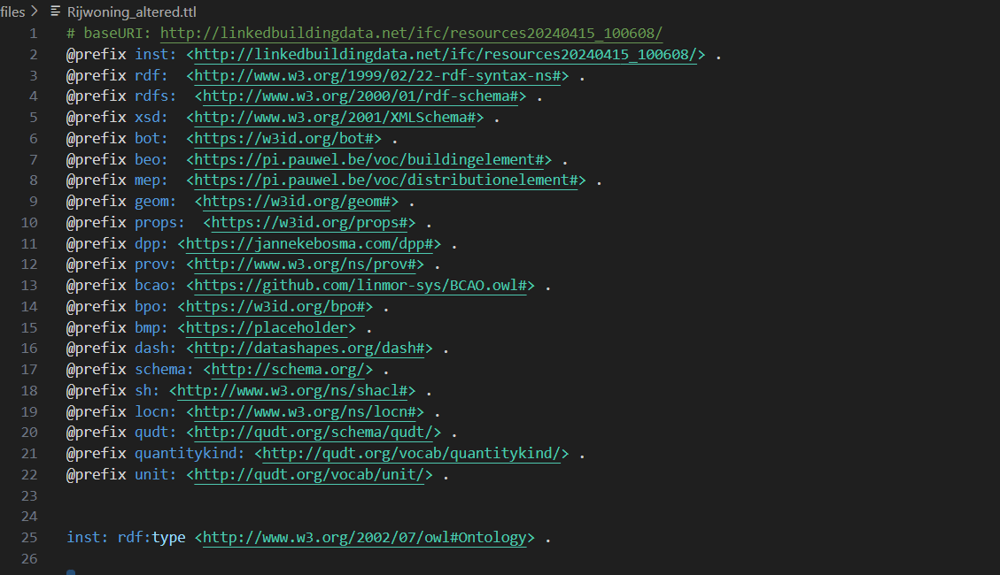 files > Rijwoning_altered.ttl
1 # baseURI: http://linkedbuildingdata.net/ifc/resources20240415_100608/
2 @prefix inst: <http://linkedbuildingdata.net/ifc/resources20240415_100608/> .
3 @prefix rdf:  <http://www.w3.org/1999/02/22-rdf-syntax-ns#> .
4 @prefix rdfs:  <http://www.w3.org/2000/01/rdf-schema#> .
5 @prefix xsd:  <http://www.w3.org/2001/XMLSchema#> .
6 @prefix bot:  <https://w3id.org/bot#> .
7 @prefix beo:  <https://pi.pauwel.be/voc/buildingelement#> .
8 @prefix mep:  <https://pi.pauwel.be/voc/distributionelement#> .
9 @prefix geom:  <https://w3id.org/geom#> .
10 @prefix props:  <https://w3id.org/props#> .
11 @prefix dpp: <https://jannekebosma.com/dpp#> .
12 @prefix prov: <http://www.w3.org/ns/prov#> .
13 @prefix bcao: <https://github.com/linmor-sys/BCAO.owl#> .
14 @prefix bpo: <https://w3id.org/bpo#> .
15 @prefix bmp: <https://placeholder> .
16 @prefix dash: <http://datashapes.org/dash#> .
17 @prefix schema: <http://schema.org/> .
18 @prefix sh: <http://www.w3.org/ns/shacl#> .
19 @prefix locn: <http://www.w3.org/ns/locn#> .
20 @prefix qudt: <http://qudt.org/schema/qudt/> .
21 @prefix quantitykind: <http://qudt.org/vocab/quantitykind/> .
22 @prefix unit: <http://qudt.org/vocab/unit/> .
23
24
25 inst: rdf:type <http://www.w3.org/2002/07/owl#Ontology> .
26